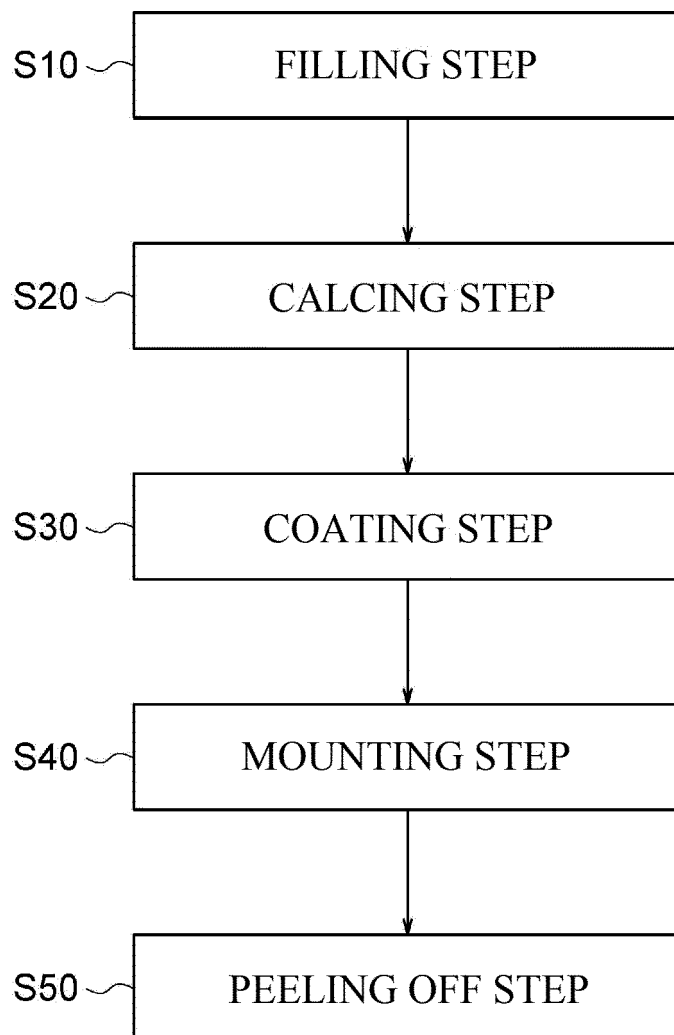 S10 FILLING STEP
S20 CALCING STEP
S30 COATING STEP
S40 MOUNTING STEP
S50 PEELING OFF STEP